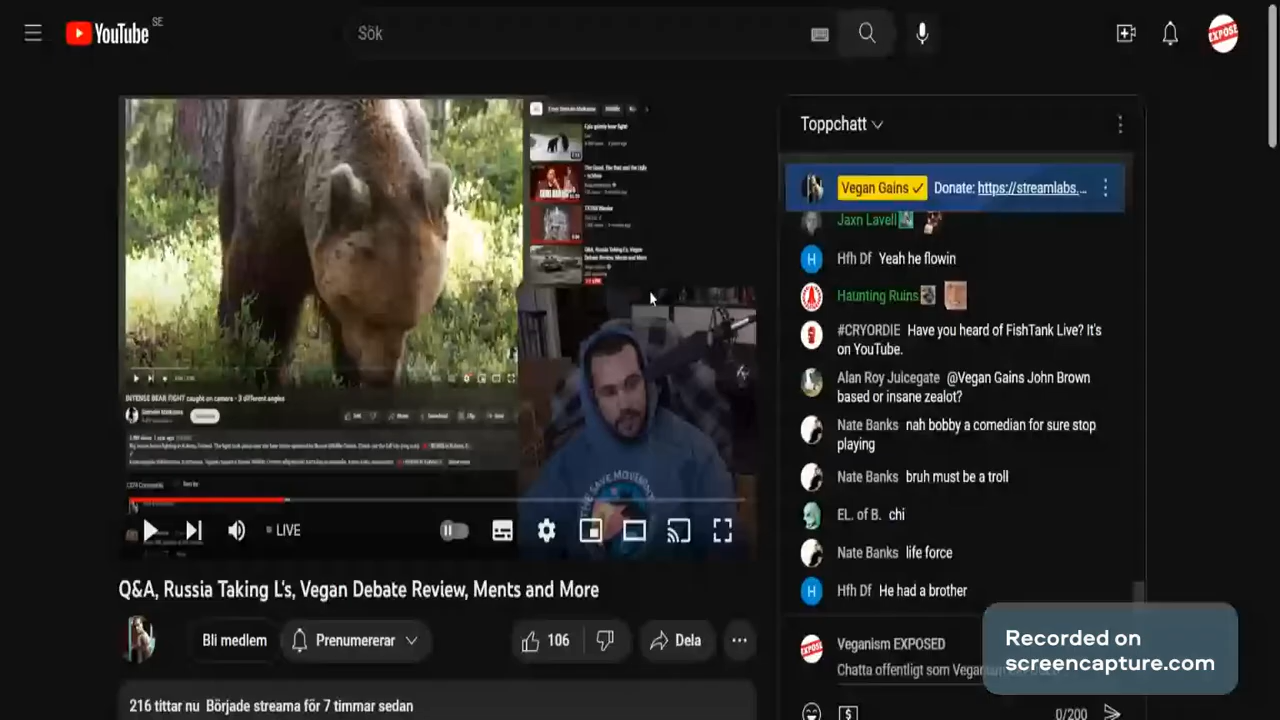 YouTube SE
Sök
Toppchatt
Vegan Gains Donate: https://streamlabs....
Jaxn Lavell
H Hfh Df Yeah he flowin
Haunting Ruins
#CRYORDIE Have you heard of FishTank Live? It's
on YouTube.
Alan Roy Juicegate @Vegan Gains John Brown
based or insane zealot?
Nate Banks nah bobby a comedian for sure stop
playing
Nate Banks bruh must be a troll
EL. of B. chi
Nate Banks life force
H Hfh Df He had a brother
EXPOSE
Veganism EXPOSED
Chatta offentligt som
0/200
INTENSE BEAR FIGHT caught on camera - 3 different angles
THE SAVE MOVEMENT
LIVE
Q&A, Russia Taking L's, Vegan Debate Review, Ments and More
Bli medlem
Prenumererar
106
Dela
216 tittar nu Började streama för 7 timmar sedan
Recorded on
screencapture.com